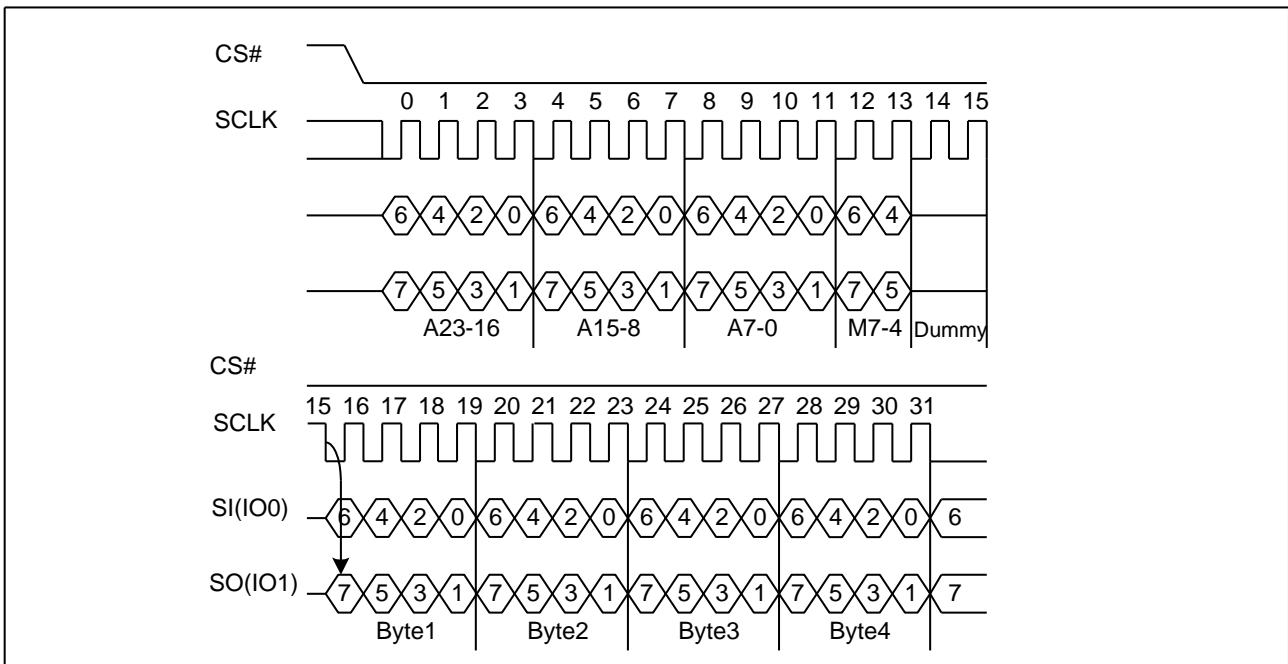 CS#
0 1 2 3 4 5 6 7 8 9 10 11 12 13 14 15
SCLK
6 4 2 0 6 4 2 0 6 4 2 0 6 4
7 5 3 1 7 5 3 1 7 5 3 1 7 5
A23-16 A15-8 A7-0 M7-4 Dummy
CS#
15 16 17 18 19 20 21 22 23 24 25 26 27 28 29 30 31
SCLK
SI(IO0) 6 4 2 0 6 4 2 0 6 4 2 0 6 4 2 0 6
SO(IO1) 7 5 3 1 7 5 3 1 7 5 3 1 7 5 3 1 7
Byte1 Byte2 Byte3 Byte4